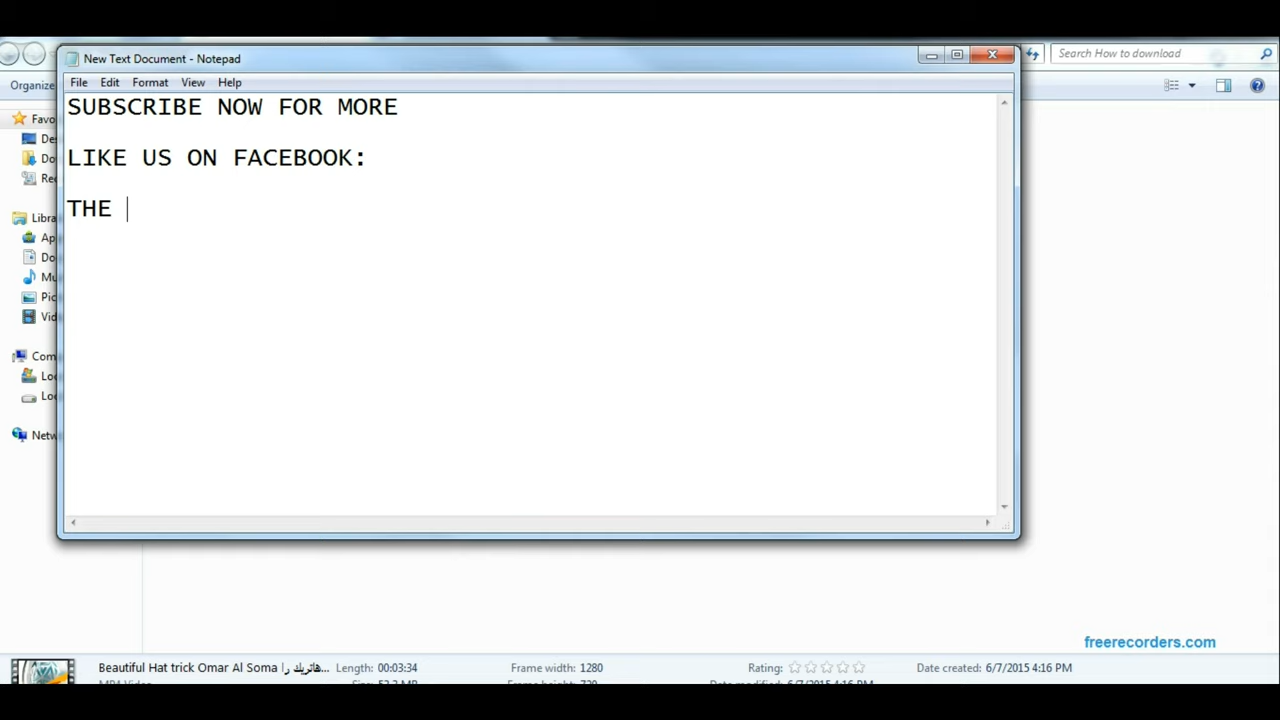 New Text Document - Notepad
Search How to download
File Edit Format View Help
Organize
SUBSCRIBE NOW FOR MORE
LIKE US ON FACEBOOK:
THE
freerecorders.com
Beautiful Hat trick Omar Al Soma هاتريك را... Length: 00:03:34 Frame width: 1280 Rating: Date created: 6/7/2015 4:16 PM